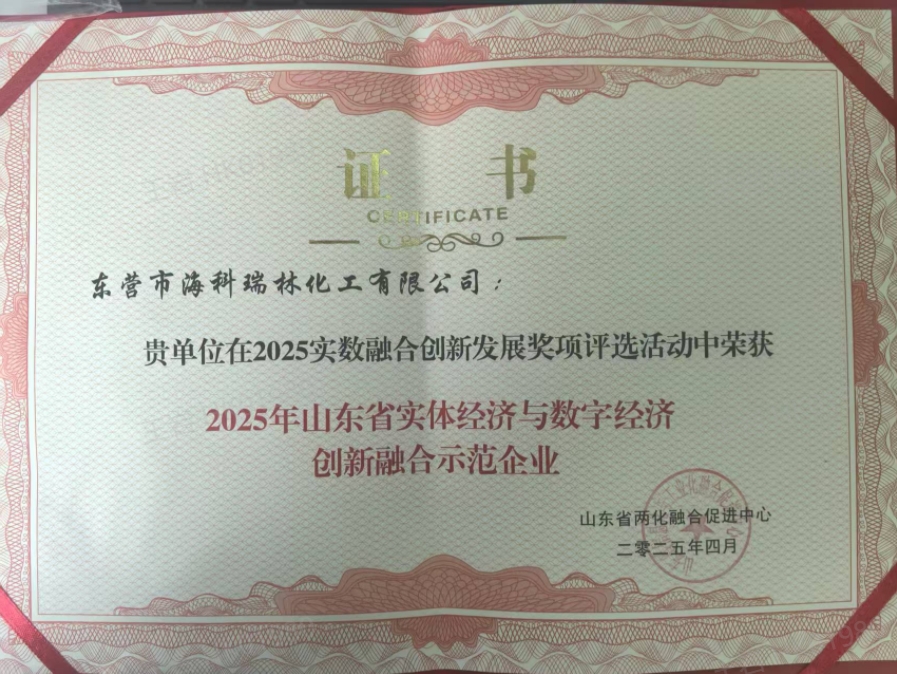 证 书
CERTIFICATE
东营市海科瑞林化工有限公司：
贵单位在2025实数融合创新发展奖项评选活动中荣获
2025年山东省实体经济与数字经济
创新融合示范企业
山东省两化融合促进中心
二零二五年四月